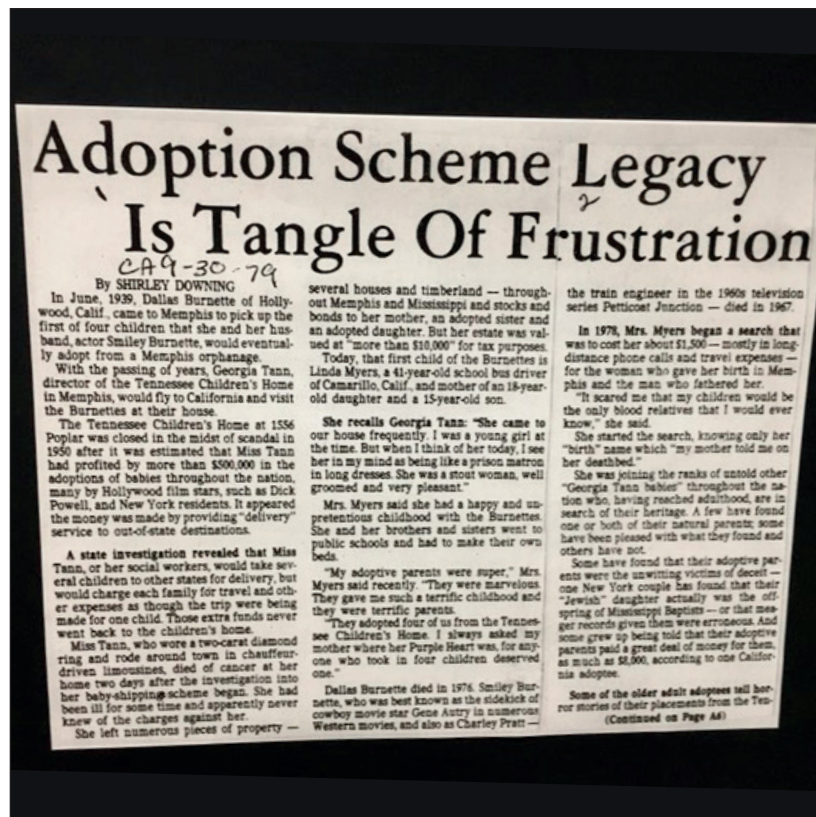 Adoption Scheme Legacy
Is Tangle Of Frustration
CA 9-30-79
By SHIRLEY DOWNING
In June, 1939, Dallas Burnette of Holly-
wood, Calif., came to Memphis to pick up the
first of four children that she and her hus-
band, actor Smiley Burnette, would eventual-
ly adopt from a Memphis orphanage.
With the passing of years, Georgia Tann,
director of the Tennessee Children's Home
in Memphis, would fly to California and visit
the Burnettes at their house.
The Tennessee Children's Home at 1556
Poplar was closed in the midst of scandal in
1950 after it was estimated that Miss Tann
had profited by more than $500,000 in the
adoptions of babies throughout the nation,
many by Hollywood film stars, such as Dick
Powell, and New York residents. It appeared
the money was made by providing "delivery"
service to out-of-state destinations.
A state investigation revealed that Miss
Tann, or her social workers, would take sev-
eral children to other states for delivery, but
would charge each family for travel and oth-
er expenses as though the trip were being
made for one child. Those extra funds never
went back to the children's home.
Miss Tann, who wore a two-carat diamond
ring and rode around town in chauffeur-
driven limousines, died of cancer at her
home two days after the investigation into
her baby-shipping scheme began. She had
been ill for some time and apparently never
knew of the charges against her.
She left numerous pieces of property —
several houses and timberland — through-
out Memphis and Mississippi and stocks and
bonds to her mother, an adopted sister and
an adopted daughter. But her estate was val-
ued at "more than $10,000" for tax purposes.
Today, that first child of the Burnettes is
Linda Myers, a 41-year-old school bus driver
of Camarillo, Calif., and mother of an 18-year-
old daughter and a 15-year-old son.
She recalls Georgia Tann: "She came to
our house frequently. I was a young girl at
the time. But when I think of her today, I see
her in my mind as being like a prison matron
in long dresses. She was a stout woman, well
groomed and very pleasant."
Mrs. Myers said she had a happy and un-
pretentious childhood with the Burnettes.
She and her brothers and sisters went to
public schools and had to make their own
beds.
"My adoptive parents were super," Mrs.
Myers said recently. "They were marvelous.
They gave me such a terrific childhood and
they were terrific parents.
"They adopted four of us from the Tennes-
see Children's Home. I always asked my
mother where her Purple Heart was, for any-
one who took in four children deserved
one."
Dallas Burnette died in 1976. Smiley Bur-
nette, who was best known as the sidekick of
cowboy movie star Gene Autry in numerous
Western movies, and also as Charley Pratt —
the train engineer in the 1960s television
series Petticoat Junction — died in 1967.
In 1978, Mrs. Myers began a search that
was to cost her about $1,500 — mostly in long-
distance phone calls and travel expenses —
for the woman who gave her birth in Mem-
phis and the man who fathered her.
"It scared me that my children would be
the only blood relatives that I would ever
know," she said.
She started the search, knowing only her
"birth" name which "my mother told me on
her deathbed."
She was joining the ranks of untold other
"Georgia Tann babies" throughout the na-
tion who, having reached adulthood, are in
search of their heritage. A few have found
one or both of their natural parents; some
have been pleased with what they found and
others have not.
Some have found that their adoptive par-
ents were the unwitting victims of deceit —
one New York couple has found that their
"Jewish" daughter actually was the off-
spring of Mississippi Baptists — or that mea-
ger records given them were erroneous. And
some grew up being told that their adoptive
parents paid a great deal of money for them,
as much as $8,000, according to one Califor-
nia adoptee.
Some of the older adult adoptees tell hor-
ror stories of their placements from the Ten-
(Continued on Page A6)